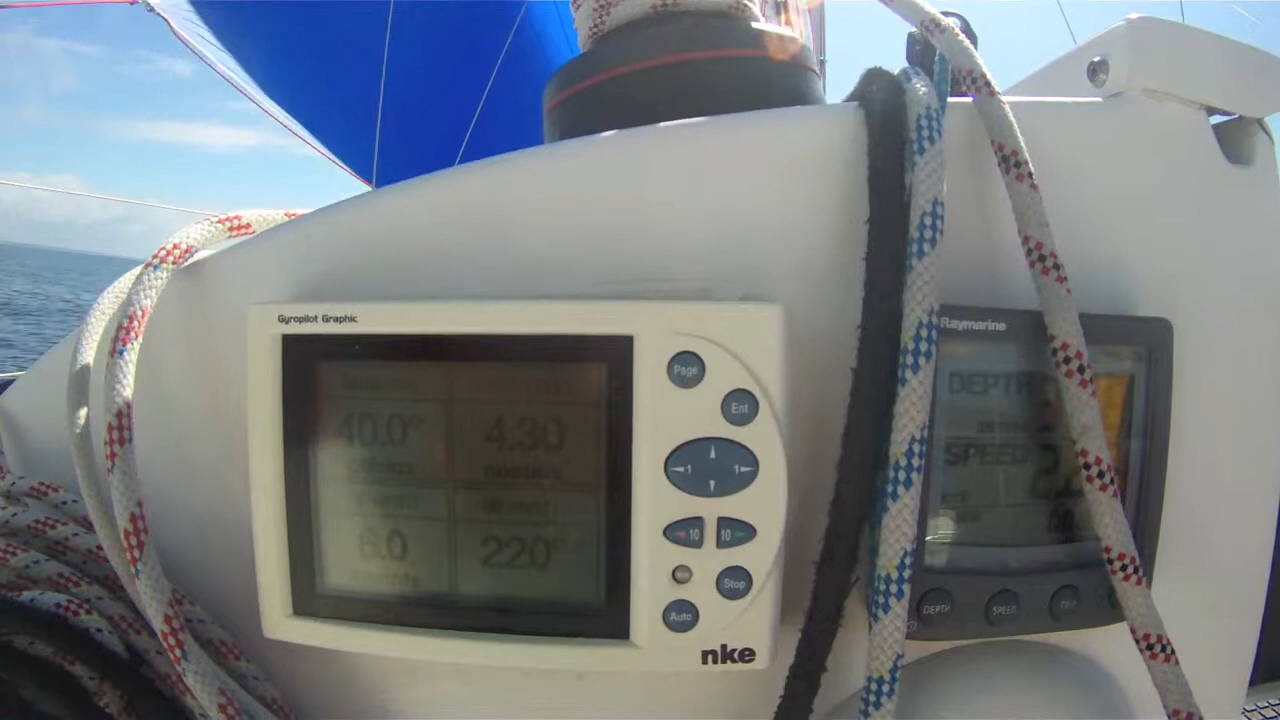 Gyropilot Graphic
40.0°
4.30
noeuds
6.0
220°
Page
Ent
1
1
10
10
Stop
Auto
nke
Raymarine
DEPTH
SPEED
DEPTH
SPEED
TRIP